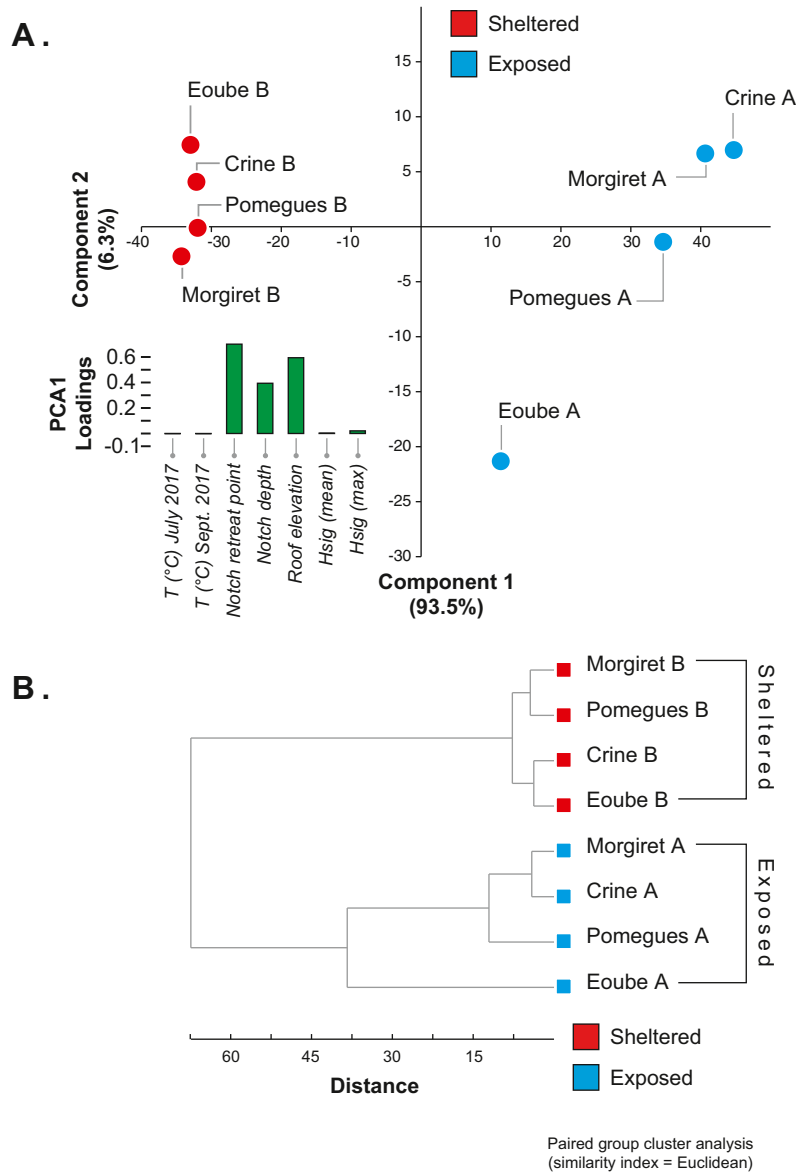 A .
Sheltered
Exposed
Eoube B
Crine B
Pomegues B
Morgiret B
Crine A
Morgiret A
Pomegues A
Eoube A
Component 2
(6.3%)
15
10
5
-5
-10
-15
-20
-25
-30
-40
-30
-20
-10
10
20
30
40
Component 1
(93.5%)
PCA1
Loadings
0.6
0.4
0.2
-0.1
T (°C) July 2017
T (°C) Sept. 2017
Notch retreat point
Notch depth
Roof elevation
Hsig (mean)
Hsig (max)
B .
Morgiret B
Pomegues B
Crine B
Eoube B
Sheltered
Morgiret A
Crine A
Pomegues A
Eoube A
Exposed
60
45
30
15
Distance
Sheltered
Exposed
Paired group cluster analysis
(similarity index = Euclidean)